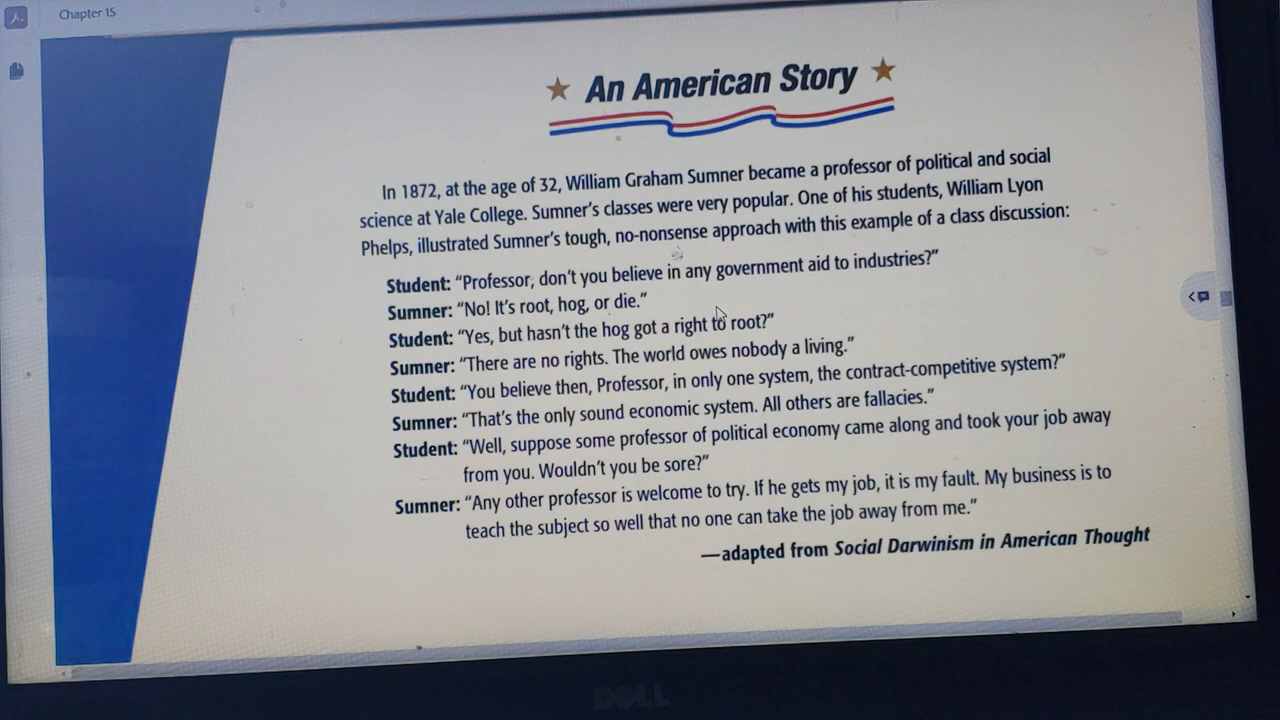 Chapter 15
An American Story
In 1872, at the age of 32, William Graham Sumner became a professor of political and social
science at Yale College. Sumner's classes were very popular. One of his students, William Lyon
Phelps, illustrated Sumner's tough, no-nonsense approach with this example of a class discussion:
Student: "Professor, don't you believe in any government aid to industries?"
Sumner: "No! It's root, hog, or die."
Student: "Yes, but hasn't the hog got a right to root?"
Sumner: "There are no rights. The world owes nobody a living."
Student: "You believe then, Professor, in only one system, the contract-competitive system?"
Sumner: "That's the only sound economic system. All others are fallacies."
Student: "Well, suppose some professor of political economy came along and took your job away
from you. Wouldn't you be sore?"
Sumner: "Any other professor is welcome to try. If he gets my job, it is my fault. My business is to
teach the subject so well that no one can take the job away from me."
—adapted from Social Darwinism in American Thought
DELL